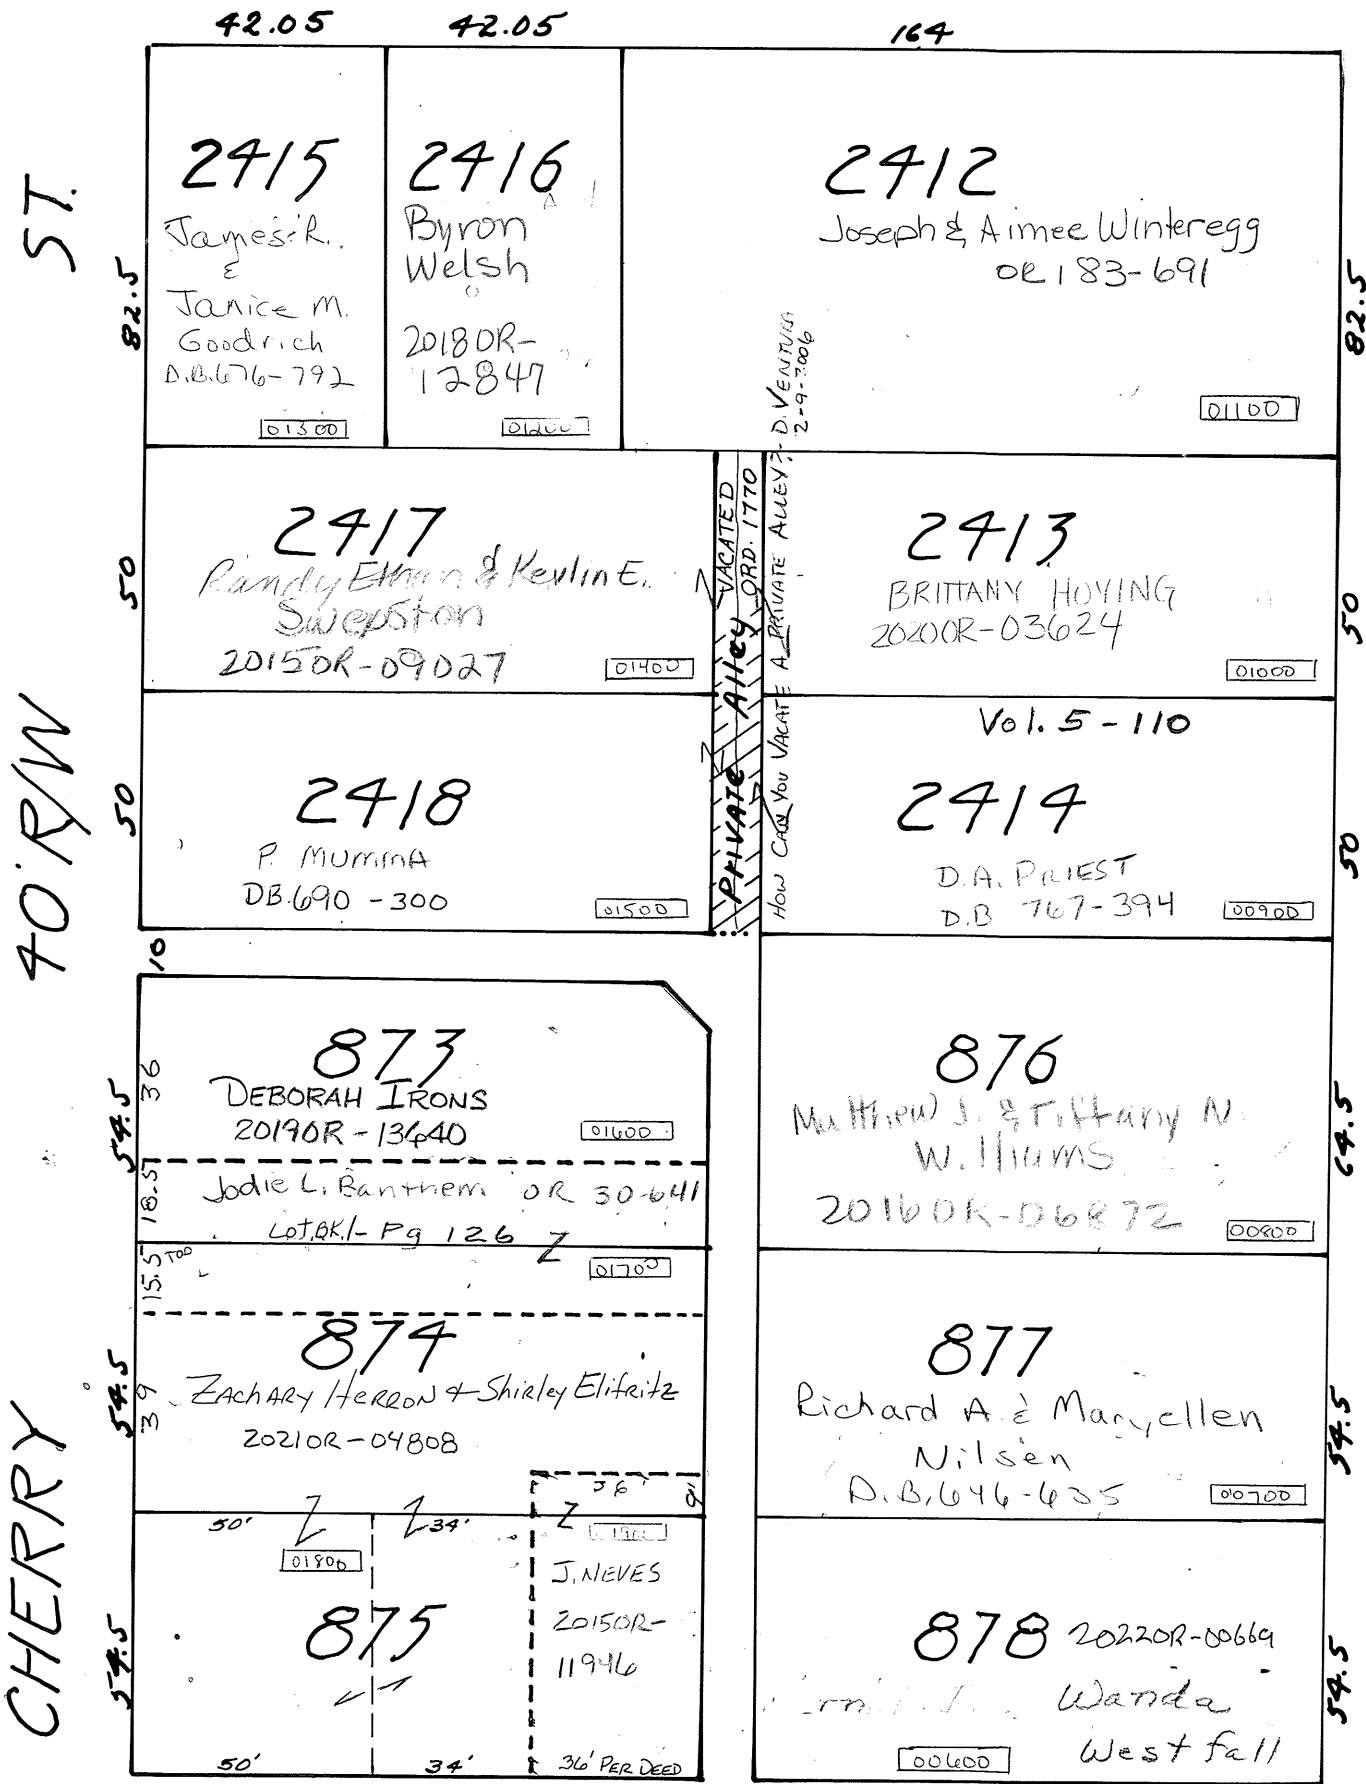 42.05
42.05
164
ST.
40' R/W
CHERRY
82.5
2415
James R.
&
Janice M.
Goodrich
D.B. 676-792
01300
2416
Byron
Welsh
2018OR-
12847
2412
Joseph & Aimee Winteregg
OR 183-691
01100
82.5
50
2417
Randy Ethan & Kevlin E.
Swepston
2015OR-09027
01400
VACATED
ORD. 1770
Private Alley
PRIVATE
HOW CAN YOU VACATE A PRIVATE ALLEY? - D. VENTURA
2-9-2006
2413
BRITTANY HOYING
2020OR-03624
01000
50
50
2418
P. MUMMA
DB.690-300
01500
Vol. 5-110
2414
D.A. PRIEST
D.B 767-394
00900
50
10
54.5
36
873
DEBORAH IRONS
2019OR-13640
01600
18.5
Jodie L. Banthem OR 30-641
LOT.BK.1- Pg 126
15.5
TOO
01700
54.5
39
874
ZACHARY HERRON & Shirley Elifritz
2021OR-04808
36'
9'
876
Matthew J. & Tiffany N.
Williams
2016OR-06872
00800
64.5
877
Richard A & Maryellen
Nilsen
D.B. 646-635
00700
54.5
54.5
50'
34'
01800
875
J. NEVES
2015OR-
11946
50'
34'
36' PER DEED
878
2022OR-00669
Wanda
Westfall
00600
54.5